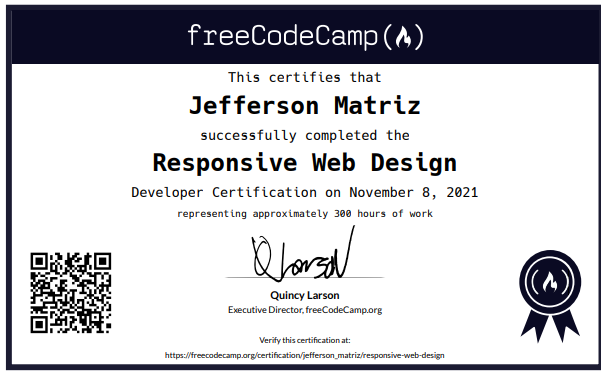 freeCodeCamp
This certifies that
Jefferson Matriz
successfully completed the
Responsive Web Design
Developer Certification on November 8, 2021
representing approximately 300 hours of work
Q Larson
Quincy Larson
Executive Director, freeCodeCamp.org
Verify this certification at:
https://freecodecamp.org/certification/jefferson_matriz/responsive-web-design